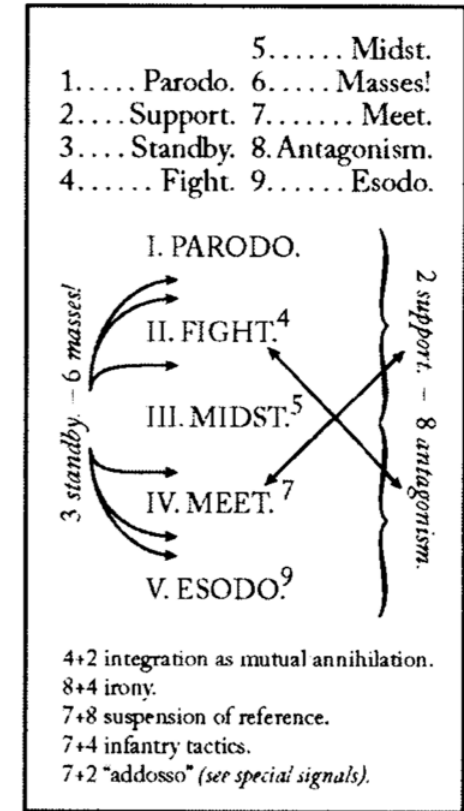 5...... Midst.
1..... Parodo. 6..... Masses!
2.... Support. 7....... Meet.
3.... Standby. 8. Antagonism.
4...... Fight. 9...... Esodo.
I. PARODO.
II. FIGHT.4
III. MIDST.5
IV. MEET.7
V. ESODO.9
3 standby. – 6 masses!
2 support. – 8 antagonism.
4+2 integration as mutual annihilation.
8+4 irony.
7+8 suspension of reference.
7+4 infantry tactics.
7+2 "addosso" (see special signals).